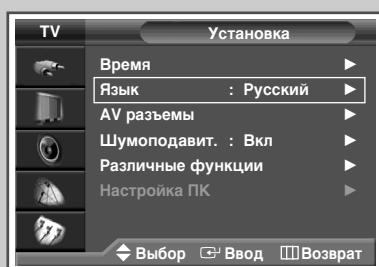 TV Установка
Время
Язык : Русский
AV разъемы
Шумоподавит. : Вкл
Различные функции
Настройка ПК
Выбор Ввод Возврат